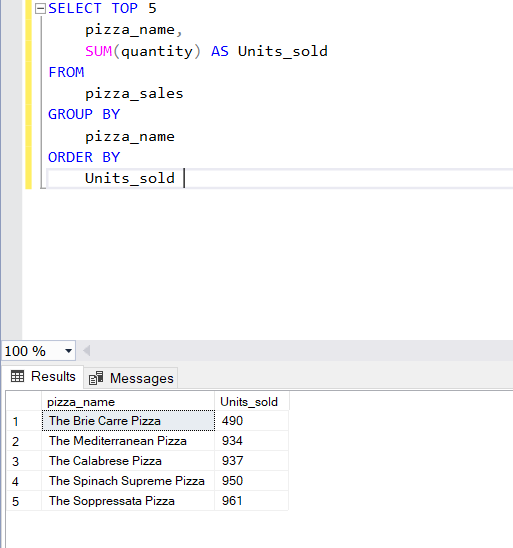 SELECT TOP 5
pizza_name,
SUM(quantity) AS Units_sold
FROM
pizza_sales
GROUP BY
pizza_name
ORDER BY
Units_sold
100 %
Results Messages
pizza_name Units_sold
1 The Brie Carre Pizza 490
2 The Mediterranean Pizza 934
3 The Calabrese Pizza 937
4 The Spinach Supreme Pizza 950
5 The Soppressata Pizza 961